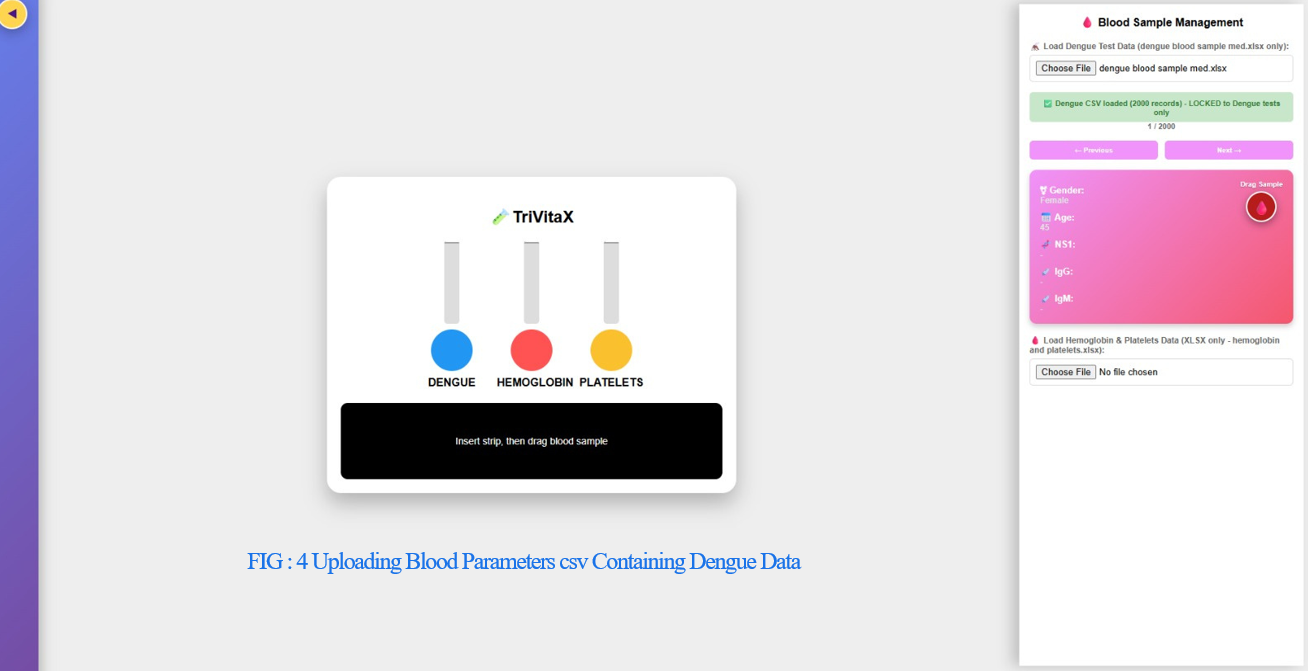 TriVitaX
DENGUE HEMOGLOBIN PLATELETS
Insert strip, then drag blood sample
FIG : 4 Uploading Blood Parameters csv Containing Dengue Data
Blood Sample Management
Load Dengue Test Data (dengue blood sample med.xlsx only):
Choose File dengue blood sample med.xlsx
Dengue CSV loaded (2000 records) - LOCKED to Dengue tests
only
1 / 2000
← Previous Next →
Drag Sample
Gender:
Female
Age:
45
NS1:
-
IgG:
-
IgM:
-
Load Hemoglobin & Platelets Data (XLSX only - hemoglobin
and platelets.xlsx):
Choose File No file chosen